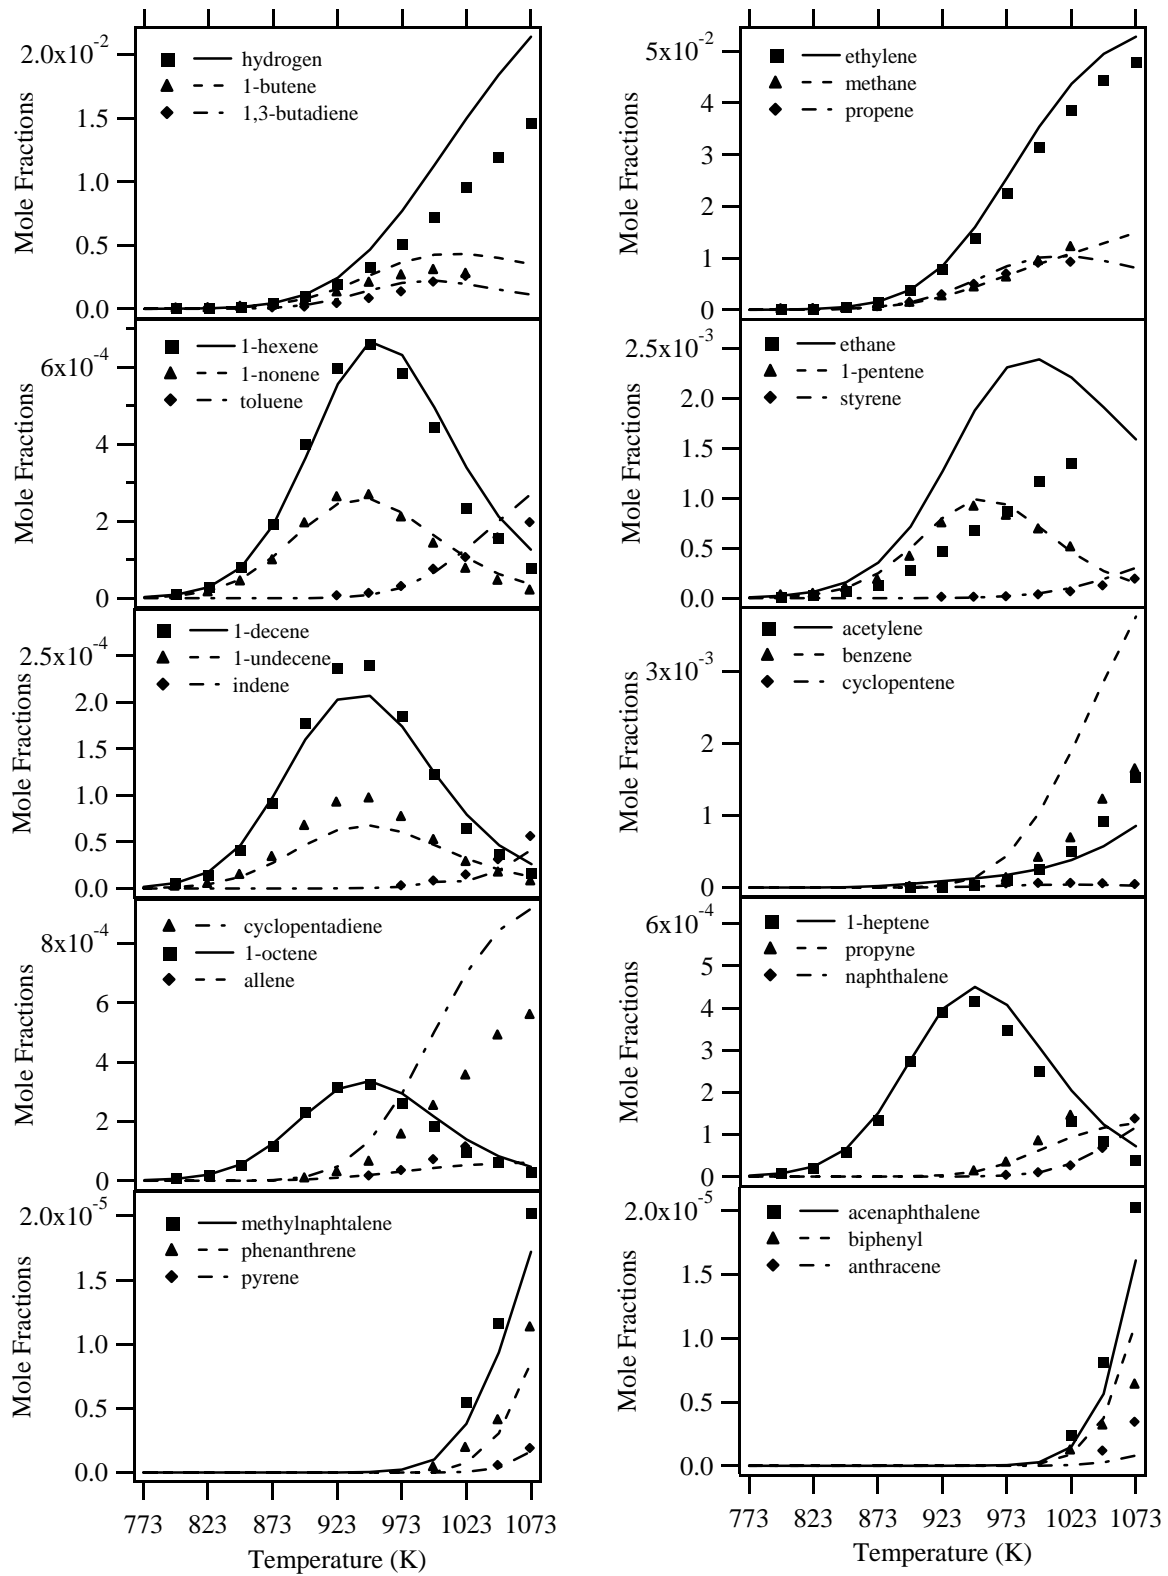 2.0x10-2
1.5
1.0
0.5
0.0
Mole Fractions
hydrogen
1-butene
1,3-butadiene
5x10-2
4
3
2
1
0
Mole Fractions
ethylene
methane
propene
6x10-4
4
2
0
Mole Fractions
1-hexene
1-nonene
toluene
2.5x10-3
2.0
1.5
1.0
0.5
0.0
Mole Fractions
ethane
1-pentene
styrene
2.5x10-4
2.0
1.5
1.0
0.5
0.0
Mole Fractions
1-decene
1-undecene
indene
3x10-3
2
1
0
Mole Fractions
acetylene
benzene
cyclopentene
8x10-4
6
4
2
0
Mole Fractions
cyclopentadiene
1-octene
allene
6x10-4
5
4
3
2
1
0
Mole Fractions
1-heptene
propyne
naphthalene
2.0x10-5
1.5
1.0
0.5
0.0
Mole Fractions
methylnaphtalene
phenanthrene
pyrene
773 823 873 923 973 1023 1073
Temperature (K)
2.0x10-5
1.5
1.0
0.5
0.0
Mole Fractions
acenaphthalene
biphenyl
anthracene
773 823 873 923 973 1023 1073
Temperature (K)